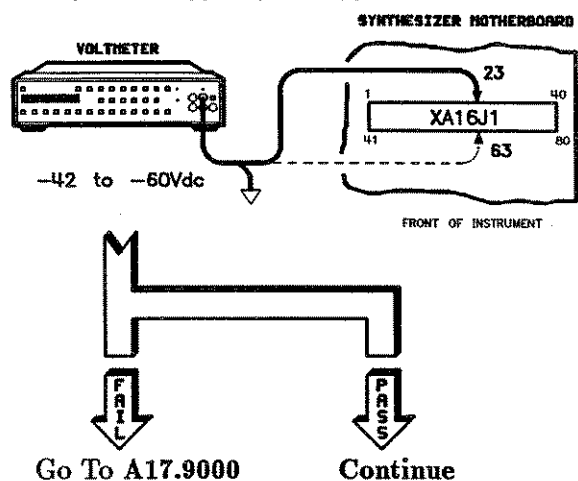 SYNTHESIZER MOTHERBOARD
VOLTMETER
23
1
40
XA16J1
41
63
80
-42 to -60Vdc
FRONT OF INSTRUMENT
FAIL
PASS
Go To A17.9000
Continue